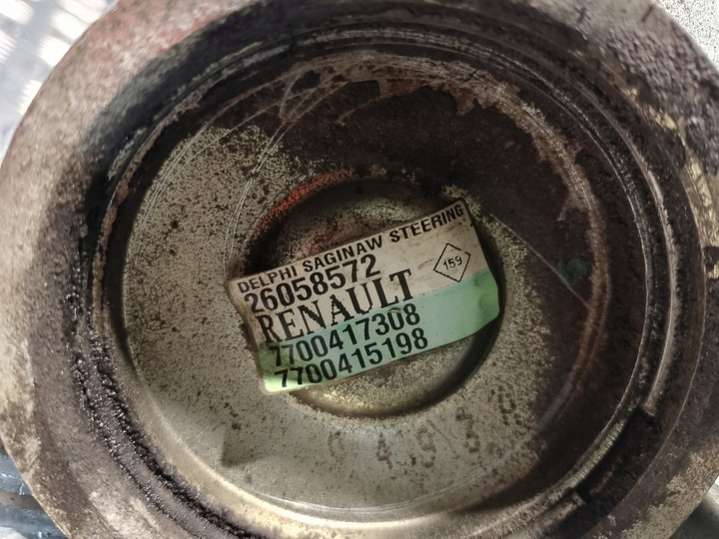 DELPHI SAGINAW STEERING
26058572
159
RENAULT
7700417308
7700415198